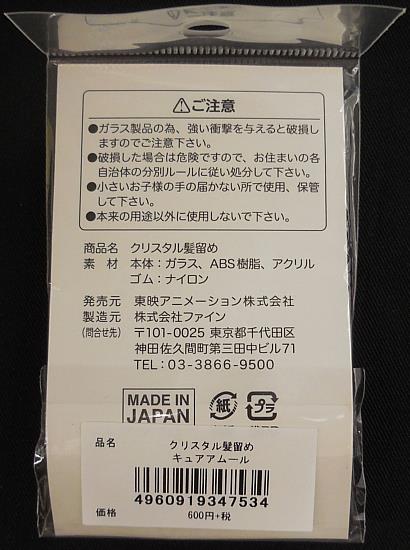 ⚠ご注意
●ガラス製品の為、強い衝撃を与えると破損し
ますのでご注意下さい。
●破損した場合は危険ですので、お住まいの各
自治体の分別ルールに従い処分して下さい。
●小さいお子様の手の届かない所で使用、保管
して下さい。
●本来の用途以外に使用しないで下さい。
商品名 クリスタル髪留め
素 材 本体：ガラス、ABS樹脂、アクリル
ゴム：ナイロン
発売元 東映アニメーション株式会社
製造元 株式会社ファイン
(問合せ先) 〒101-0025 東京都千代田区
神田佐久間町第三田中ビル71
TEL：03-3866-9500
MADE IN
JAPAN
紙
プラ
品名 クリスタル髪留め
キュアアムール
4960919347534
価格 600円+税